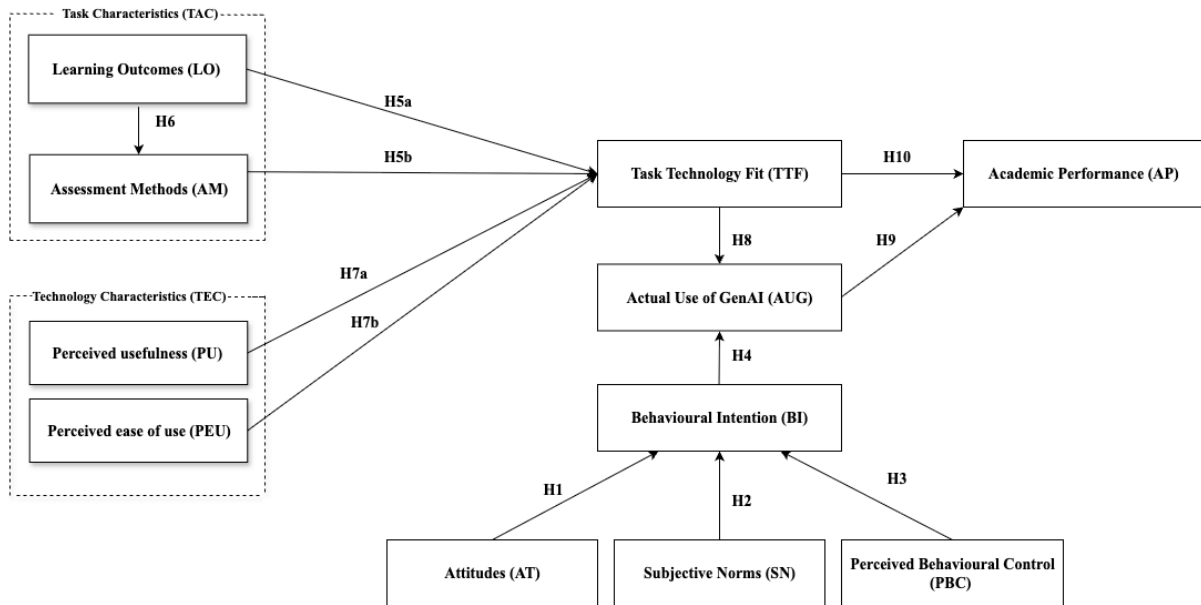 Task Characteristics (TAC)
Learning Outcomes (LO)
H5a
H6
H5b
Assessment Methods (AM)
Task Technology Fit (TTF)
H10
Academic Performance (AP)
H8
H9
Technology Characteristics (TEC)
H7a
Actual Use of GenAI (AUG)
H7b
Perceived usefulness (PU)
H4
Perceived ease of use (PEU)
Behavioural Intention (BI)
H1
H2
H3
Attitudes (AT)
Subjective Norms (SN)
Perceived Behavioural Control
(PBC)